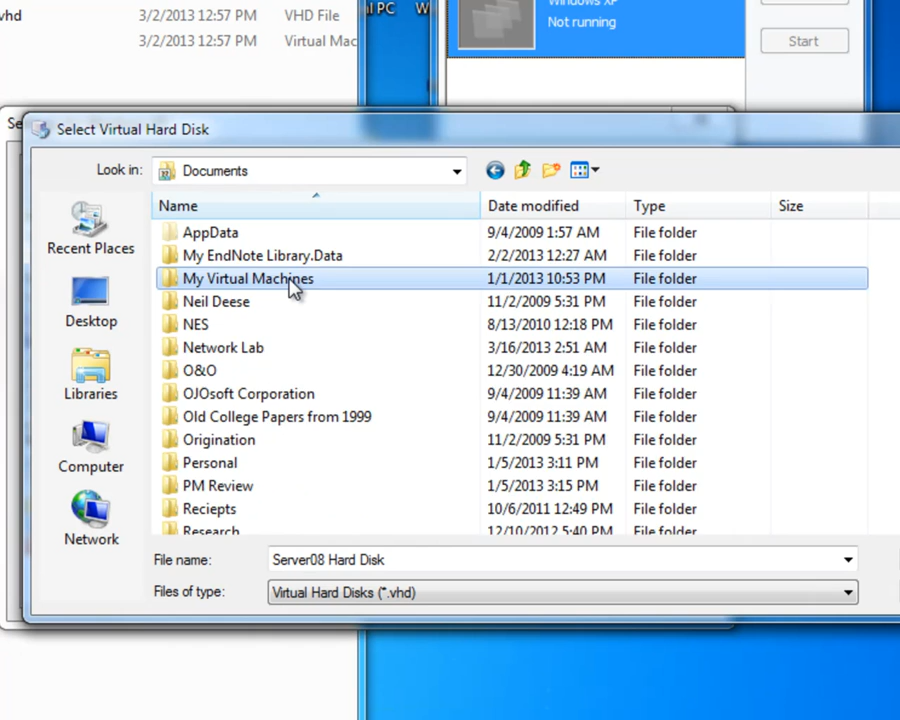 vhd 3/2/2013 12:57 PM VHD File
3/2/2013 12:57 PM Virtual Mac
al PC W
Windows XP
Not running
Start
Se
Select Virtual Hard Disk
Look in: Documents
Name Date modified Type Size
AppData 9/4/2009 1:57 AM File folder
My EndNote Library.Data 2/2/2013 12:27 AM File folder
My Virtual Machines 1/1/2013 10:53 PM File folder
Neil Deese 11/2/2009 5:31 PM File folder
NES 8/13/2010 12:18 PM File folder
Network Lab 3/16/2013 2:51 AM File folder
O&O 12/30/2009 4:19 AM File folder
OJOsoft Corporation 9/4/2009 11:39 AM File folder
Old College Papers from 1999 9/4/2009 11:39 AM File folder
Origination 11/2/2009 5:31 PM File folder
Personal 1/5/2013 3:11 PM File folder
PM Review 1/5/2013 3:15 PM File folder
Reciepts 10/6/2011 12:49 PM File folder
Research 12/10/2012 5:40 PM File folder
Recent Places
Desktop
Libraries
Computer
Network
File name: Server08 Hard Disk
Files of type: Virtual Hard Disks (*.vhd)